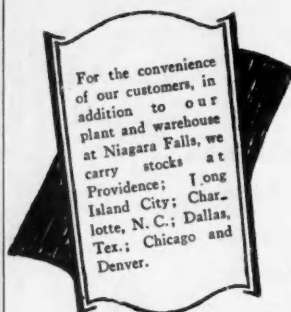 For the convenience
of our customers, in
addition to our
plant and warehouse
at Niagara Falls, we
carry stocks at
Providence; Long
Island City; Char-
lotte, N. C.; Dallas,
Tex.; Chicago and
Denver.